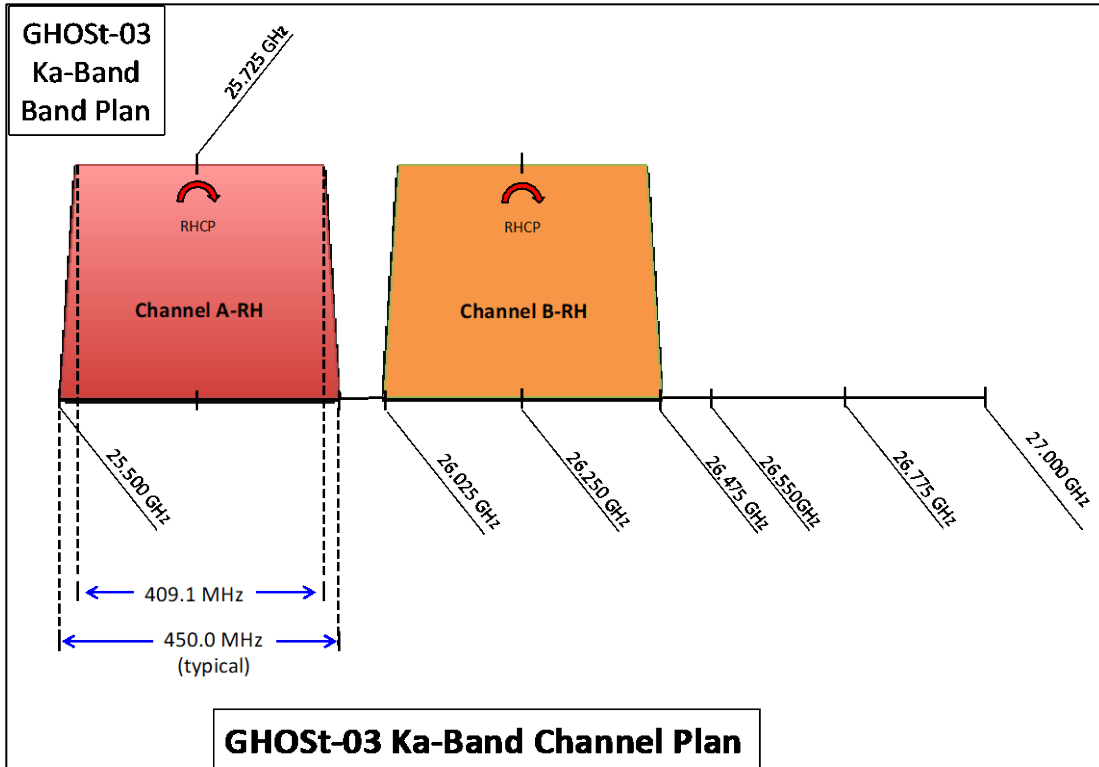 GHOSt-03
Ka-Band
Band Plan
25.725 GHz
RHCP
RHCP
Channel A-RH
Channel B-RH
25.500 GHz
26.025 GHz
26.250 GHz
26.475 GHz
26.550GHz
26.775 GHz
27.000 GHz
409.1 MHz
450.0 MHz
(typical)
GHOSt-03 Ka-Band Channel Plan